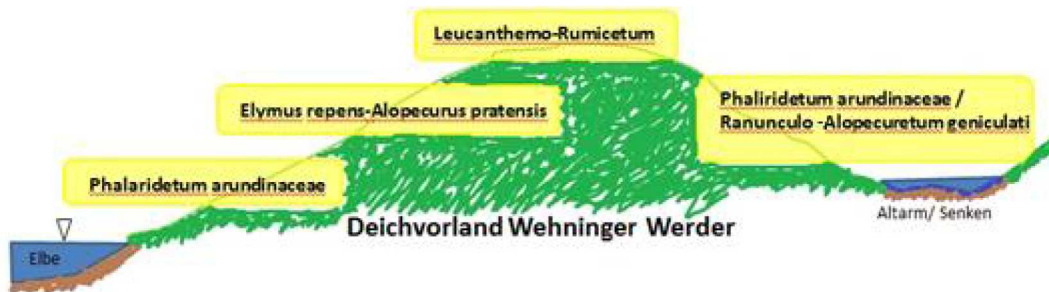 Leucanthemo-Rumicetum
Elymus repens-Alopecurus pratensis
Phaliridetum arundinaceae /
Ranunculo -Alopecuretum geniculati
Phalaridetum arundinaceae
Altarm/ Senken
Deichvorland Wehninger Werder
Elbe